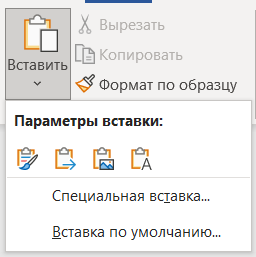 Вставить
Вырезать
Копировать
Формат по образцу
Параметры вставки:
Специальная вставка...
Вставка по умолчанию...